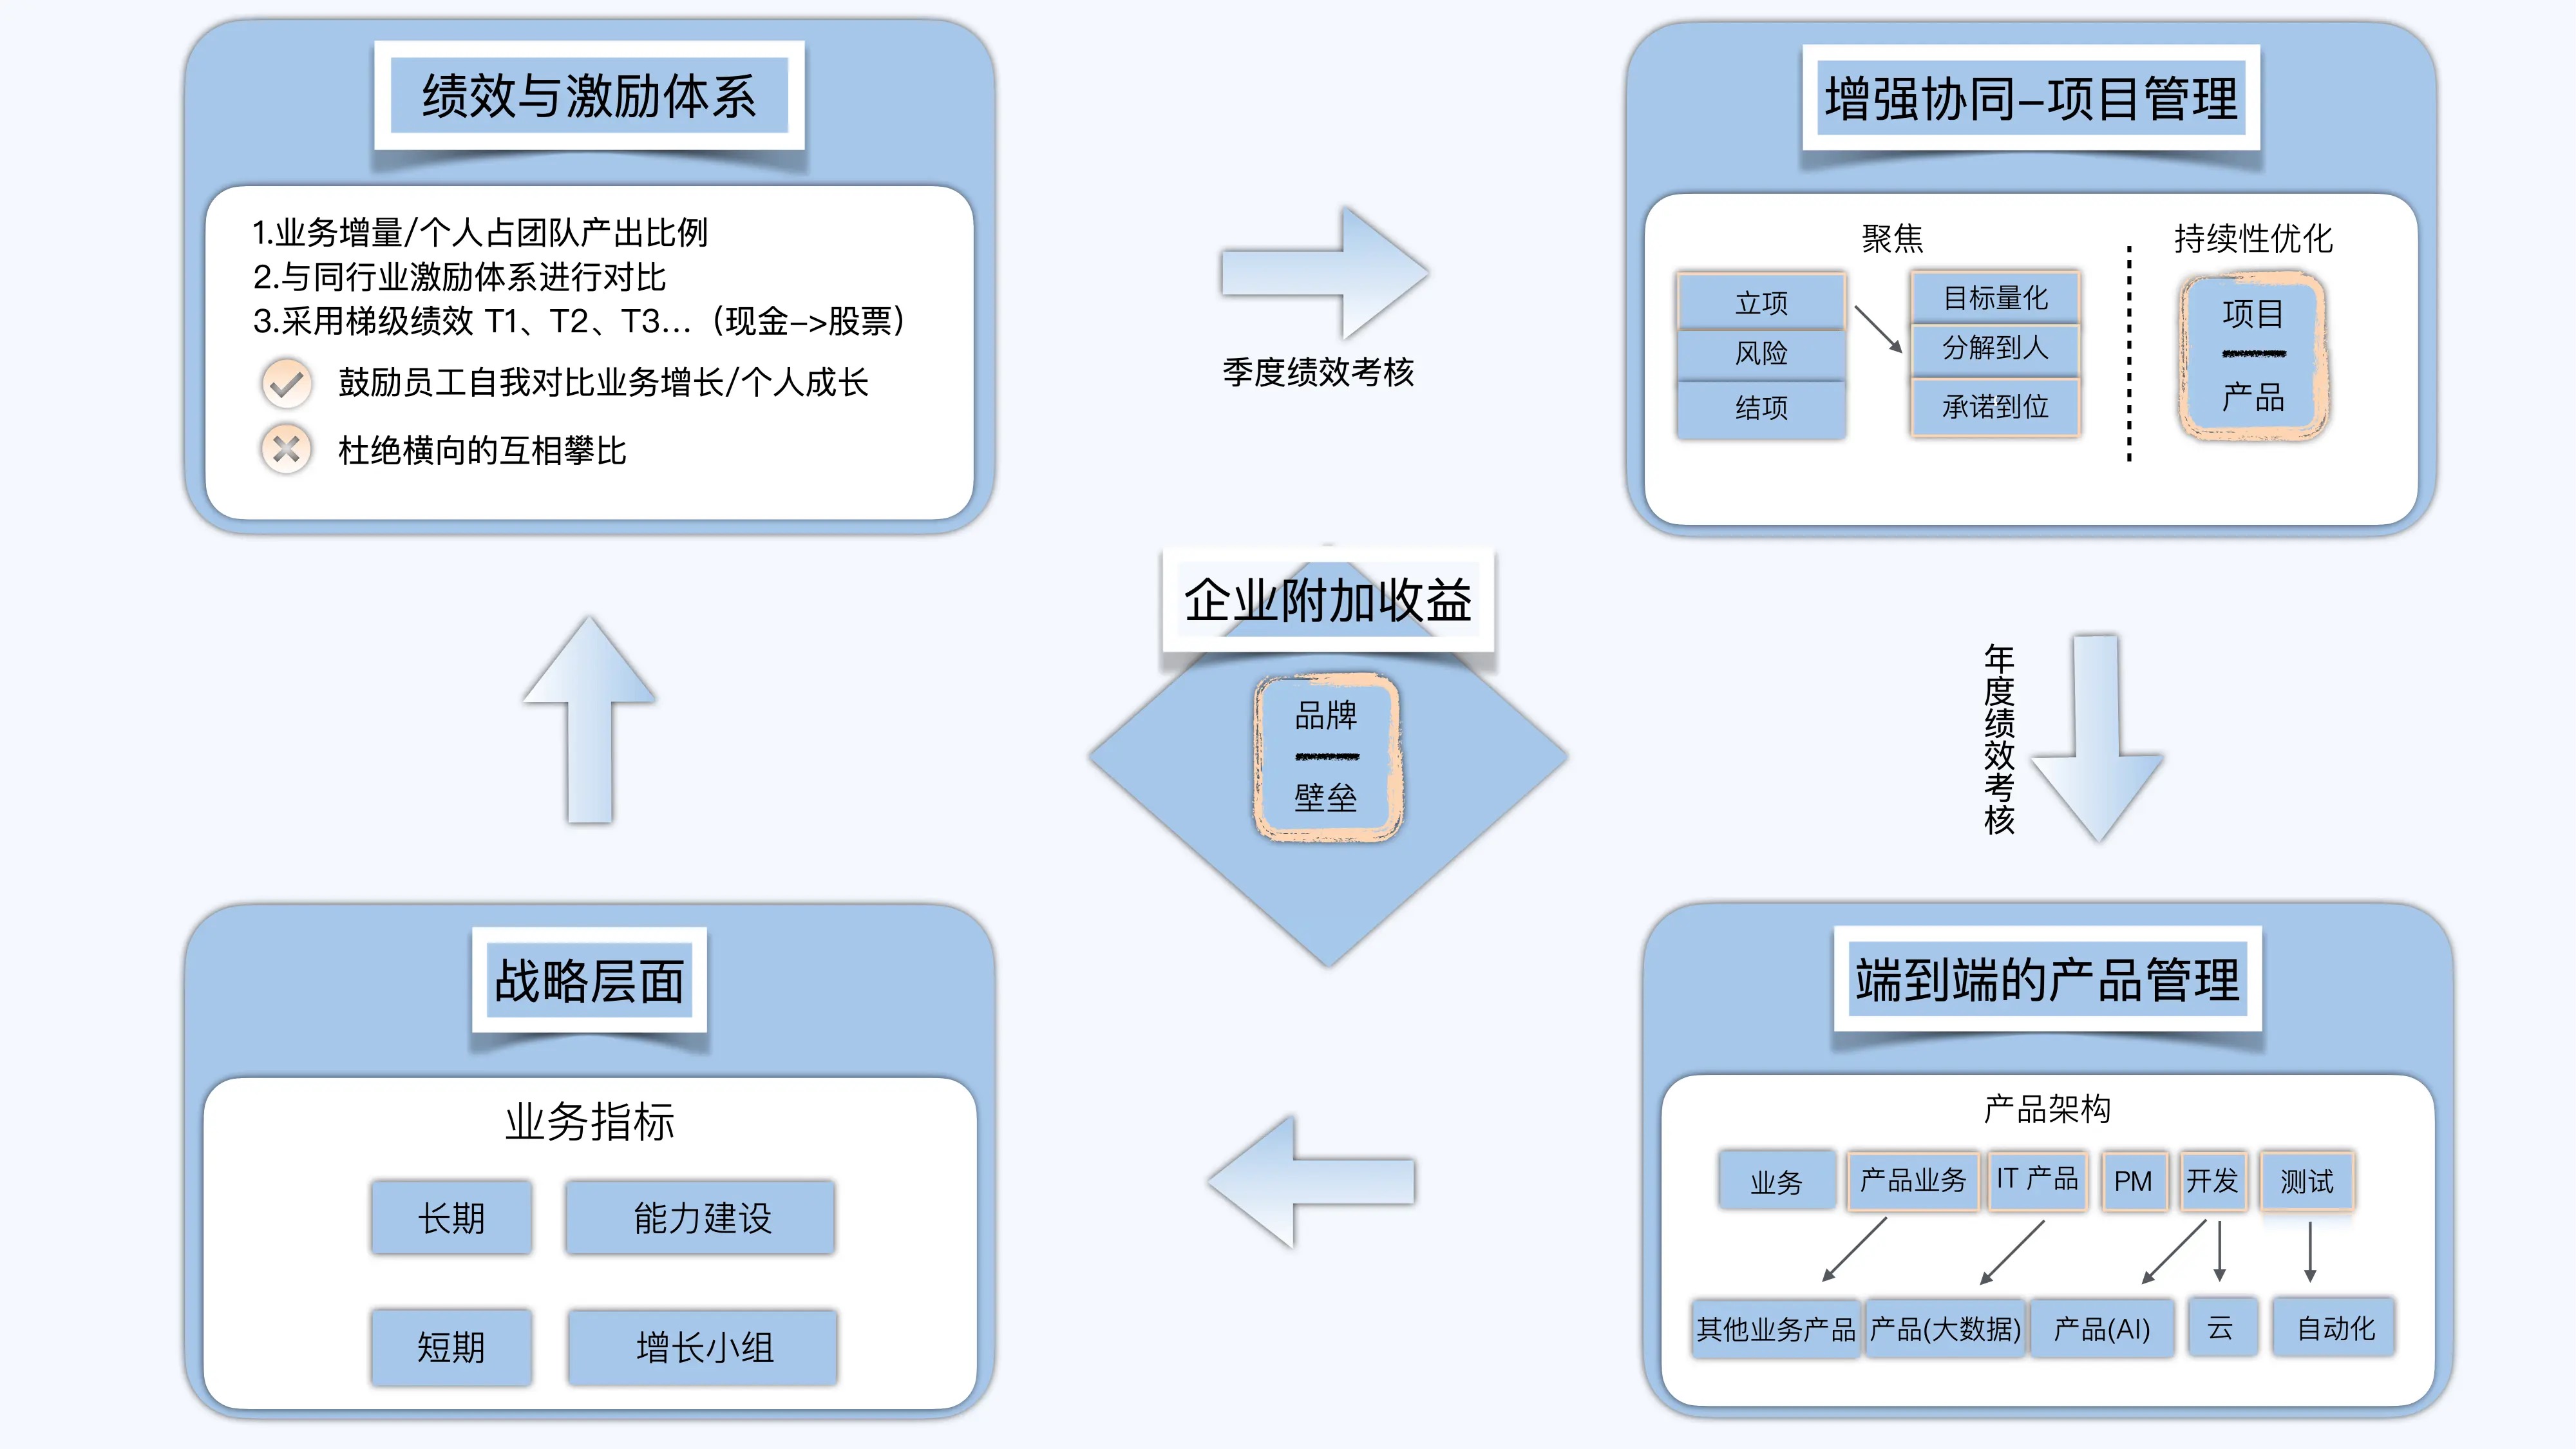 绩效与激励体系
1.业务增量/个人占团队产出比例
2.与同行业激励体系进行对比
3.采用梯级绩效 T1、T2、T3...（现金->股票）
鼓励员工自我对比业务增长/个人成长
杜绝横向的互相攀比
季度绩效考核
增强协同-项目管理
聚焦
持续性优化
立项
风险
结项
目标量化
分解到人
承诺到位
项目
产品
企业附加收益
品牌
壁垒
年度绩效考核
战略层面
业务指标
长期
能力建设
短期
增长小组
端到端的产品管理
产品架构
业务
产品业务
IT 产品
PM
开发
测试
其他业务产品
产品(大数据)
产品(AI)
云
自动化